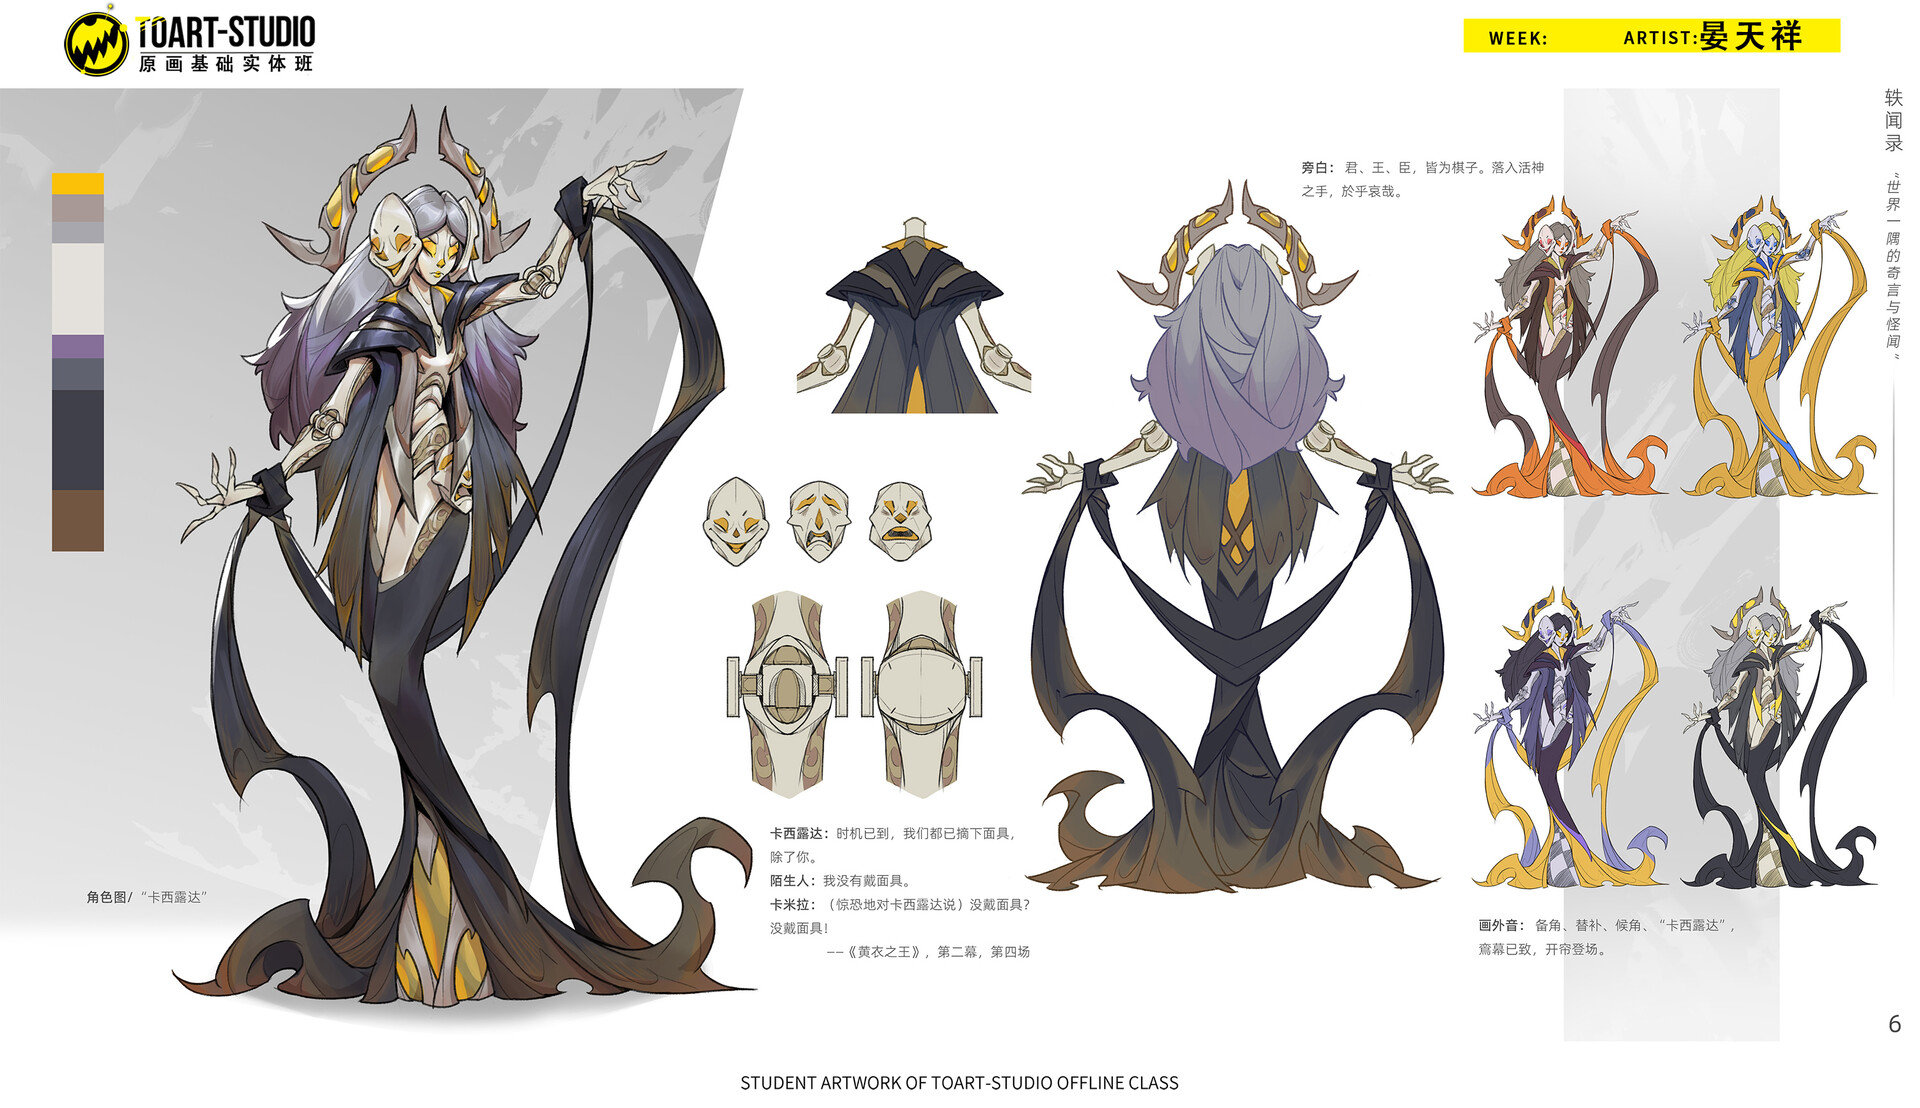 TOART-STUDIO
原画基础实体班
WEEK:
ARTIST:晏天祥
轶闻录
“世界一隅的奇言与怪闻”
旁白： 君、王、臣，皆为棋子。落入活神
之手，於乎哀哉。
卡西露达：时机已到，我们都已摘下面具，
除了你。
陌生人：我没有戴面具。
卡米拉：（惊恐地对卡西露达说）没戴面具？
没戴面具！
——《黄衣之王》，第二幕，第四场
角色图/ “卡西露达”
画外音： 备角、替补、候角、“卡西露达”，
鸾幕已致，开帘登场。
6
STUDENT ARTWORK OF TOART-STUDIO OFFLINE CLASS